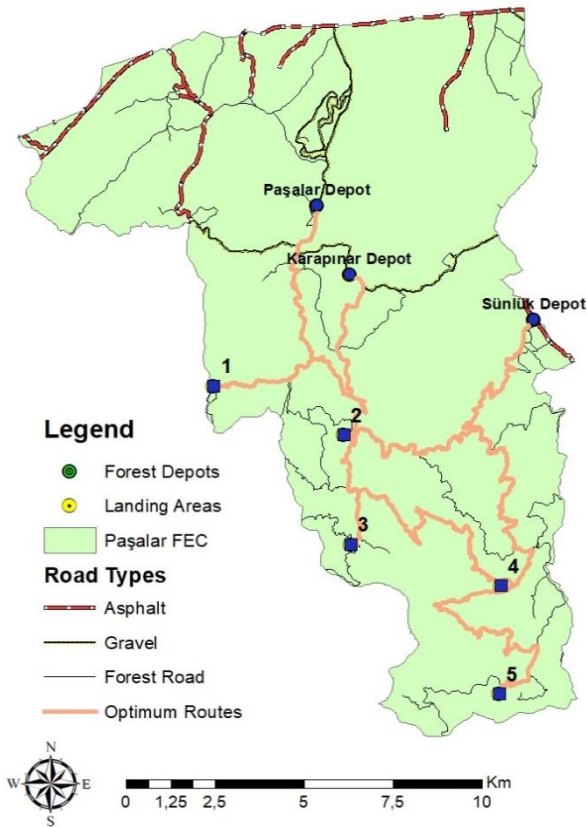 Paşalar Depot
Karapınar Depot
Sünlük Depot
1
2
3
4
5
Legend
Forest Depots
Landing Areas
Paşalar FEC
Road Types
Asphalt
Gravel
Forest Road
Optimum Routes
N
W
E
S
Km
0 1,25 2,5 5 7,5 10